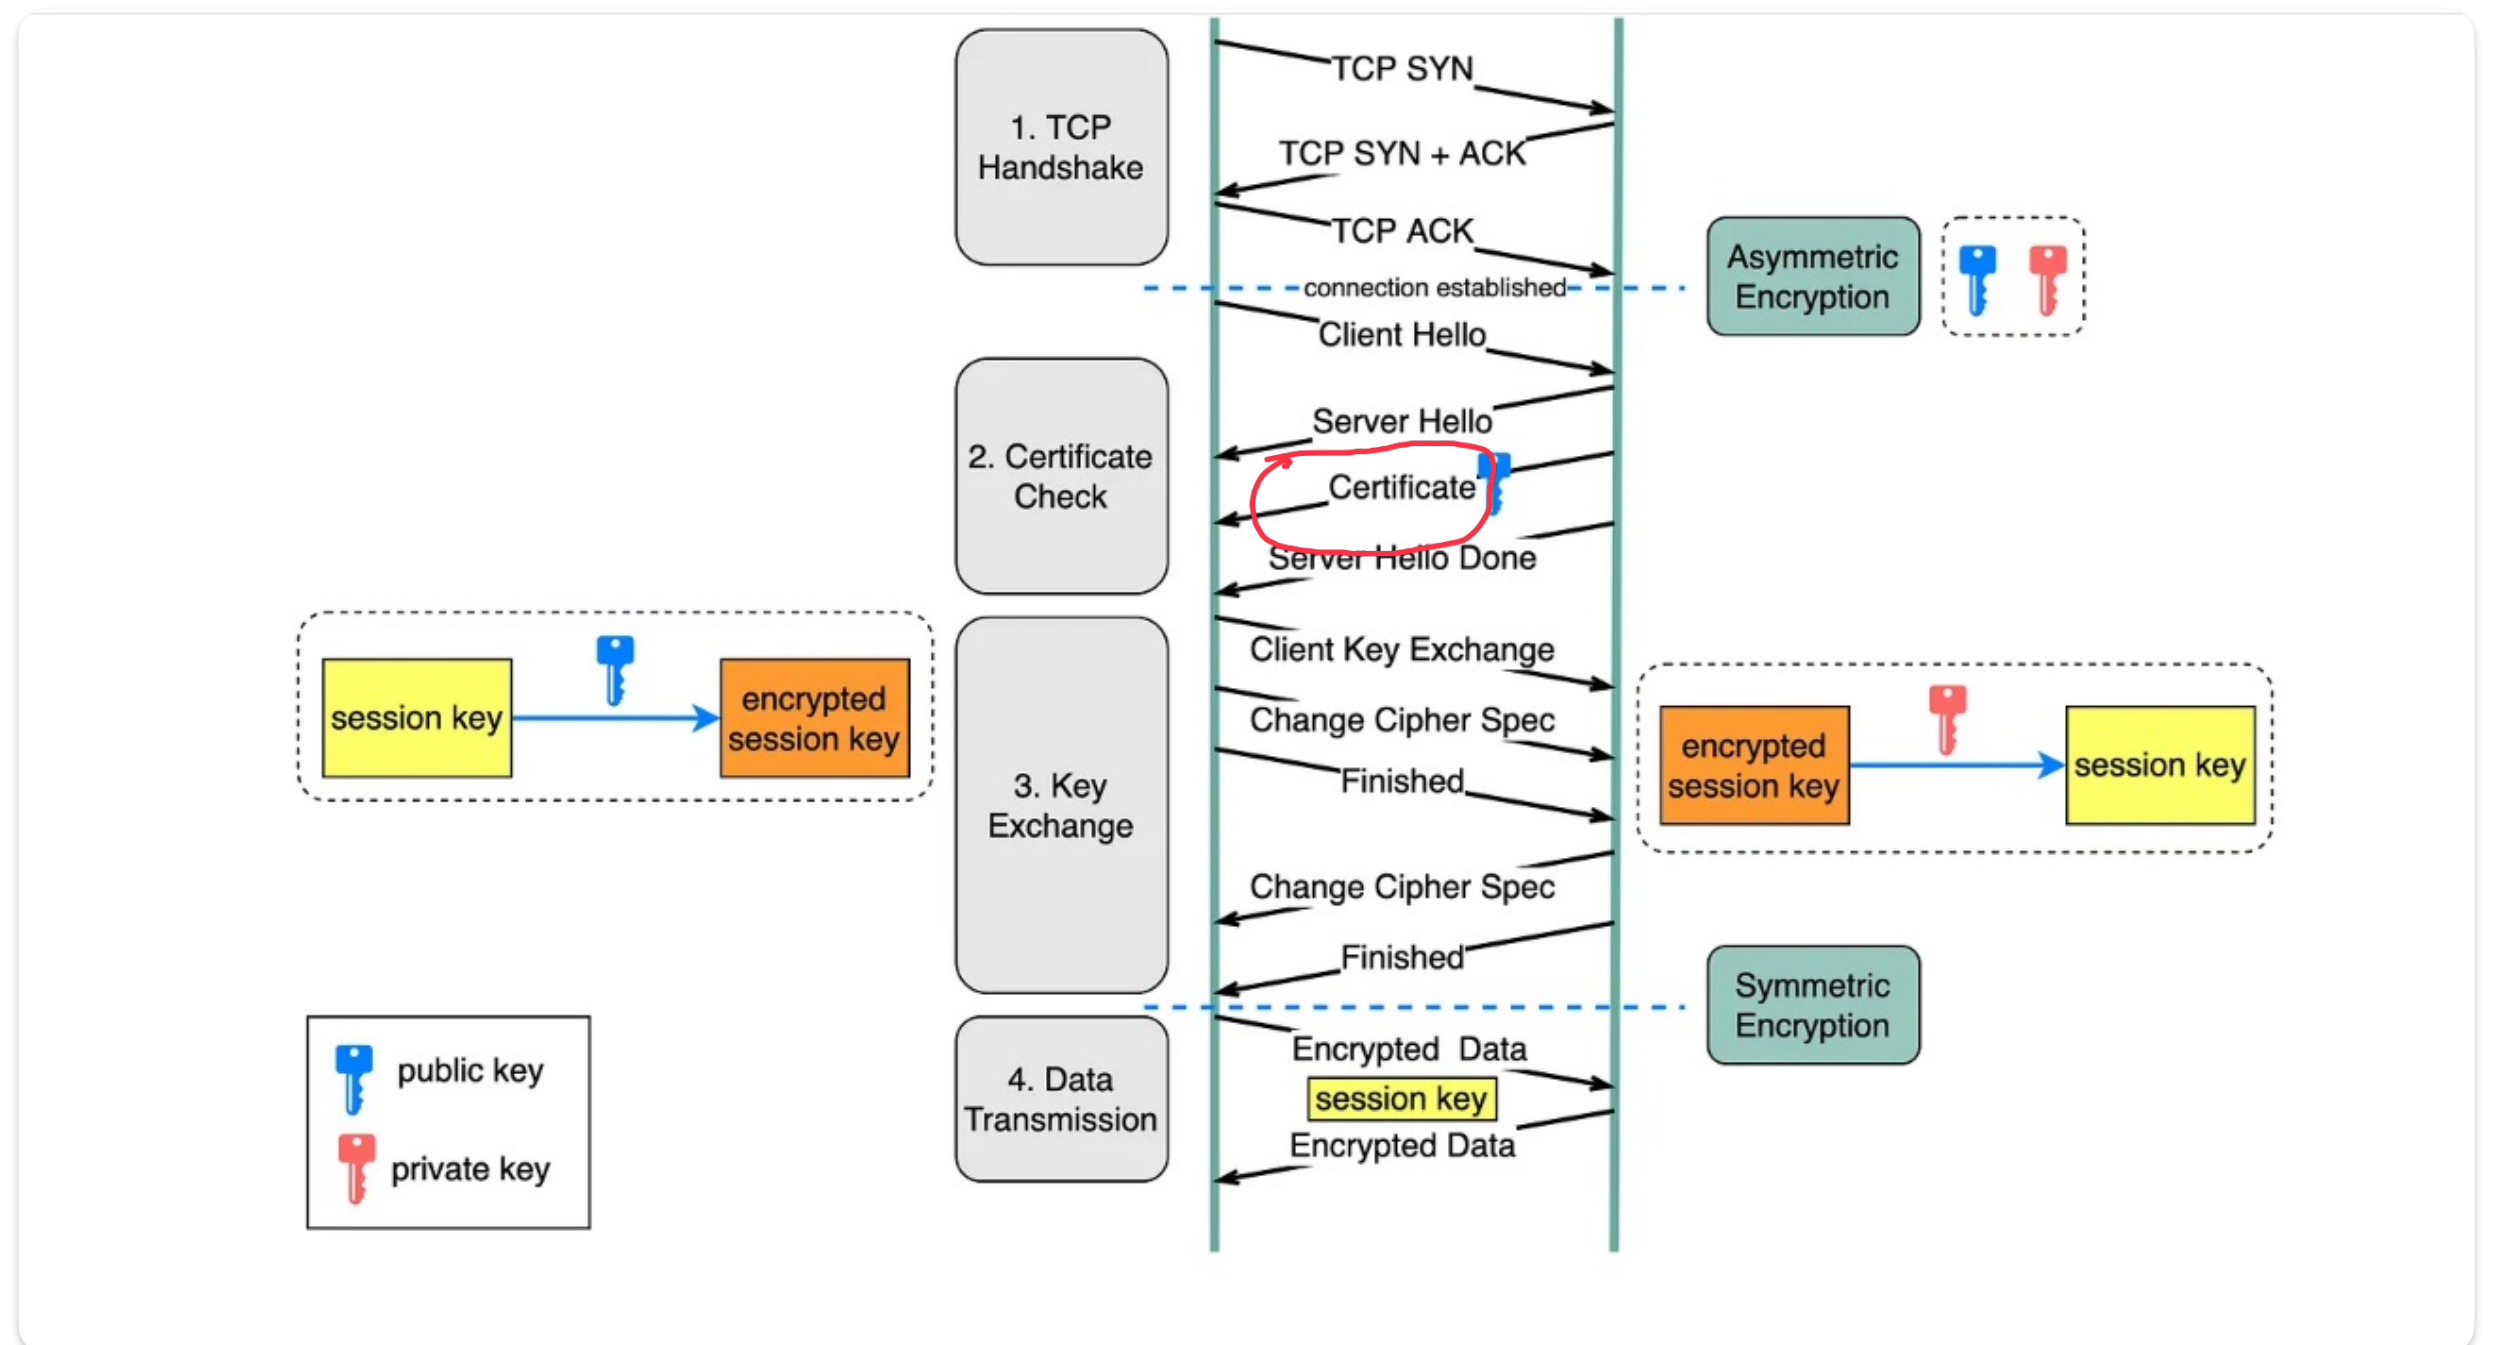 TCP SYN
1. TCP
Handshake
TCP SYN + ACK
TCP ACK
connection established
Asymmetric
Encryption
Client Hello
Server Hello
2. Certificate
Check
Certificate
Server Hello Done
Client Key Exchange
session key
encrypted
session key
Change Cipher Spec
encrypted
session key
session key
Finished
3. Key
Exchange
Change Cipher Spec
Finished
Symmetric
Encryption
Encrypted Data
4. Data
Transmission
session key
Encrypted Data
public key
private key